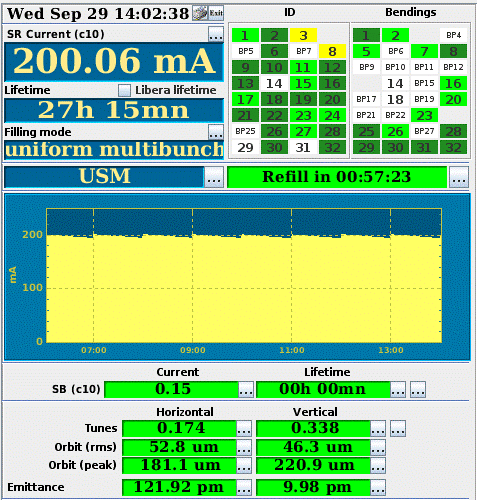 Wed Sep 29 14:02:38 Exit
SR Current (c10) ...
200.06 mA
Lifetime Libera lifetime
27h 15mn
Filling mode ...
uniform multibunch
ID
1 2 3
BP5 6 BP7 8
9 10 11 12
13 14 15 16
17 18 19 20
21 22 23 24
BP25 26 27 28
29 30 31 32
Bendings
1 2 BP4
5 BP6 7 8
BP9 BP10 BP11 BP12
14 BP15 16
BP17 18 BP19 20
BP21 BP22 23
25 26 BP27 28
29 30 31 32
USM ... Refill in 00:57:23 ...
mA
200
100
0
07:00 09:00 11:00 13:00
Current Lifetime
SB (c10) 0.15 ... 00h 00mn ... ...
Horizontal Vertical
Tunes 0.174 ... 0.338 ... ...
Orbit (rms) 52.8 um ... 46.3 um ...
Orbit (peak) 181.1 um ... 220.9 um ...
Emittance 121.92 pm ... 9.98 pm ...